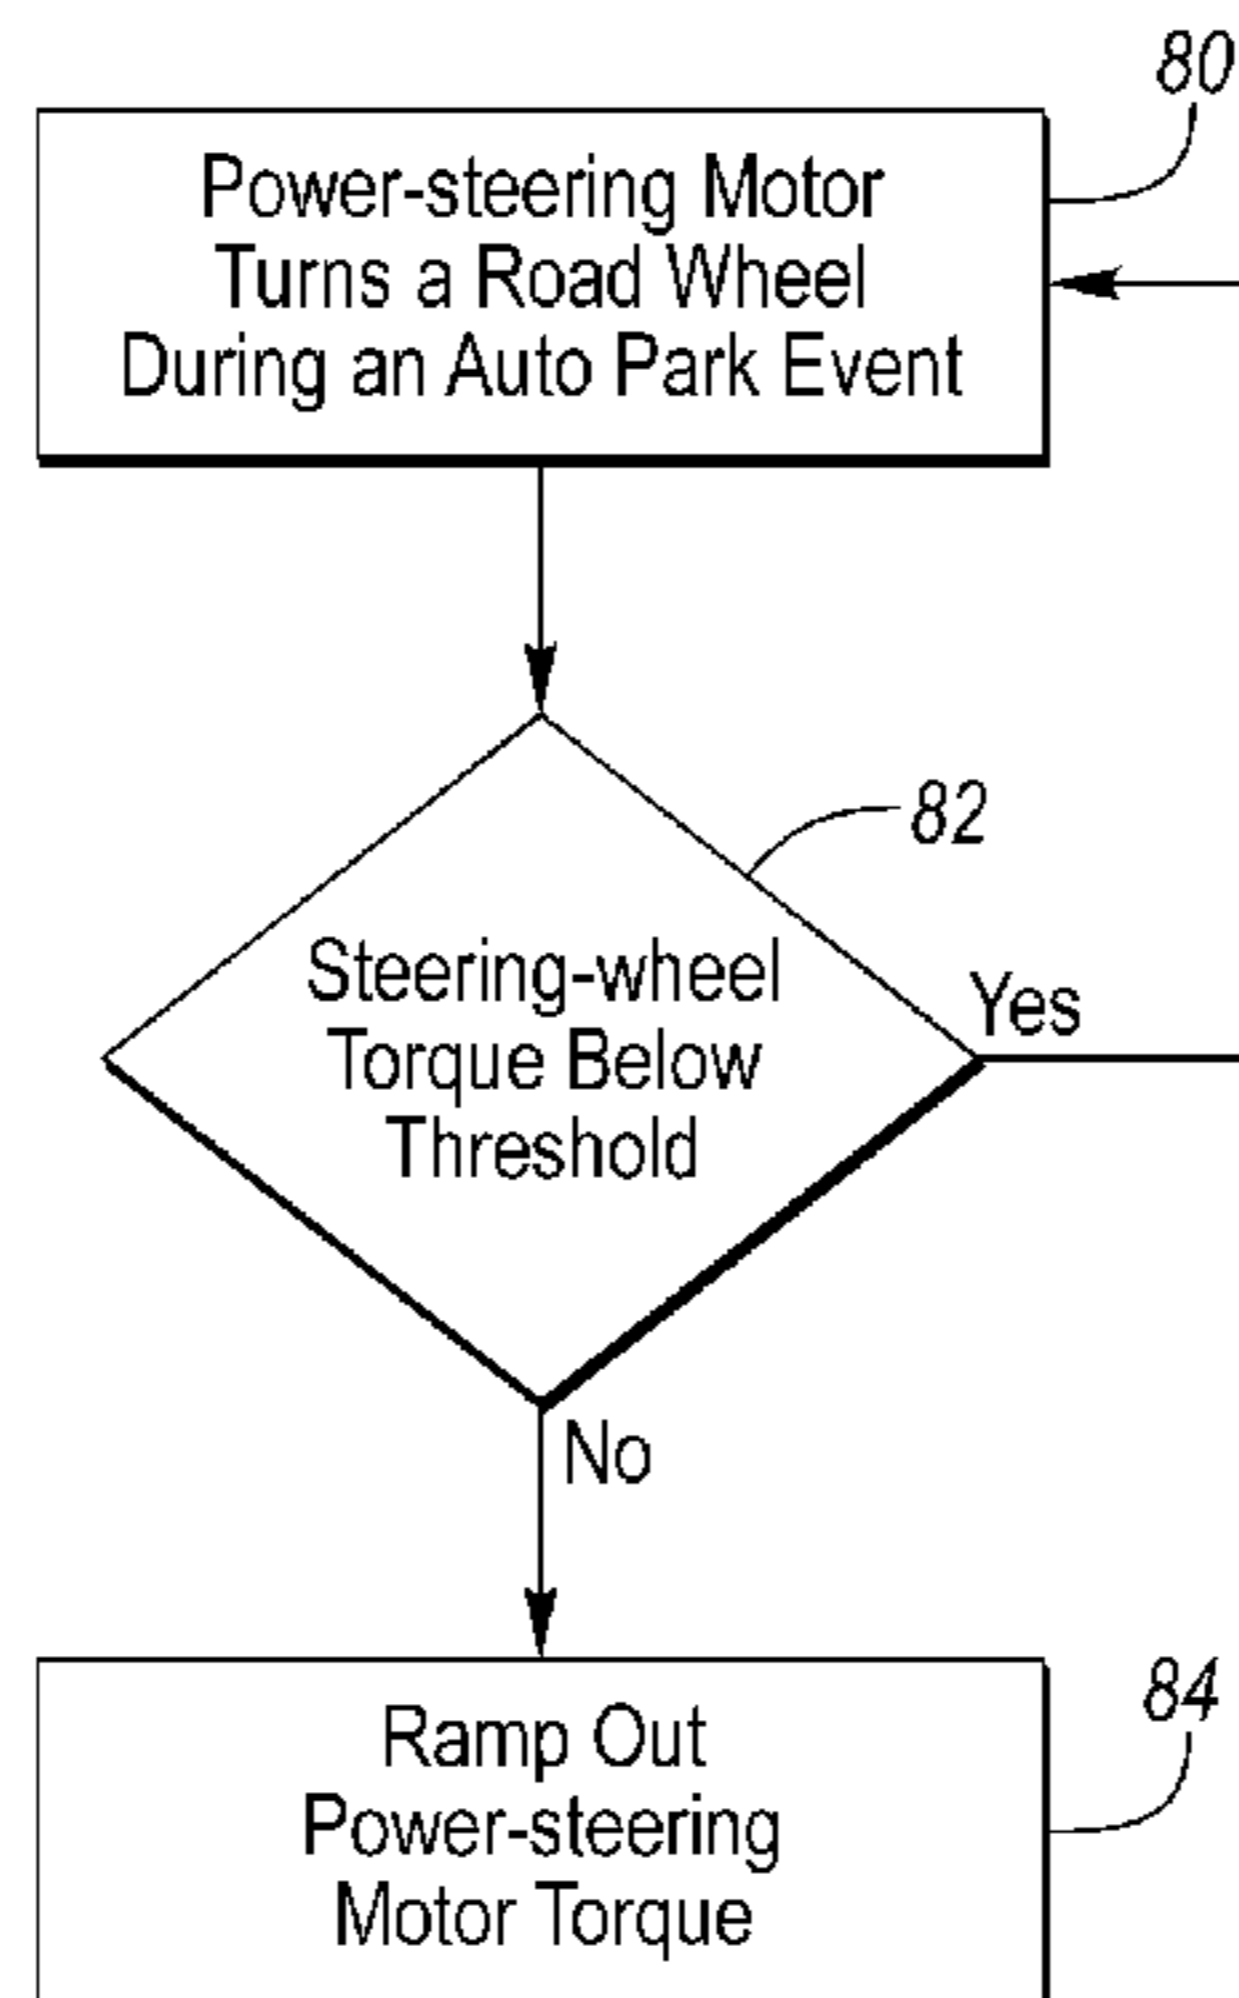 80
Power-steering Motor
Turns a Road Wheel
During an Auto Park Event
82
Steering-wheel
Torque Below
Threshold
Yes
No
84
Ramp Out
Power-steering
Motor Torque